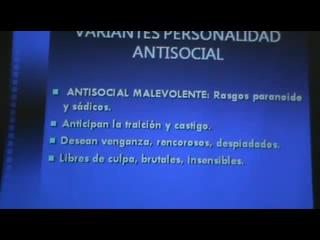 VARIANTES PERSONALIDAD
ANTISOCIAL
ANTISOCIAL MALEVOLENTE: Rasgos paranoide
y sádicos.
Anticipan la traición y castigo.
Desean venganza, rencorosos, despiadados.
Libres de culpa, brutales, insensibles.